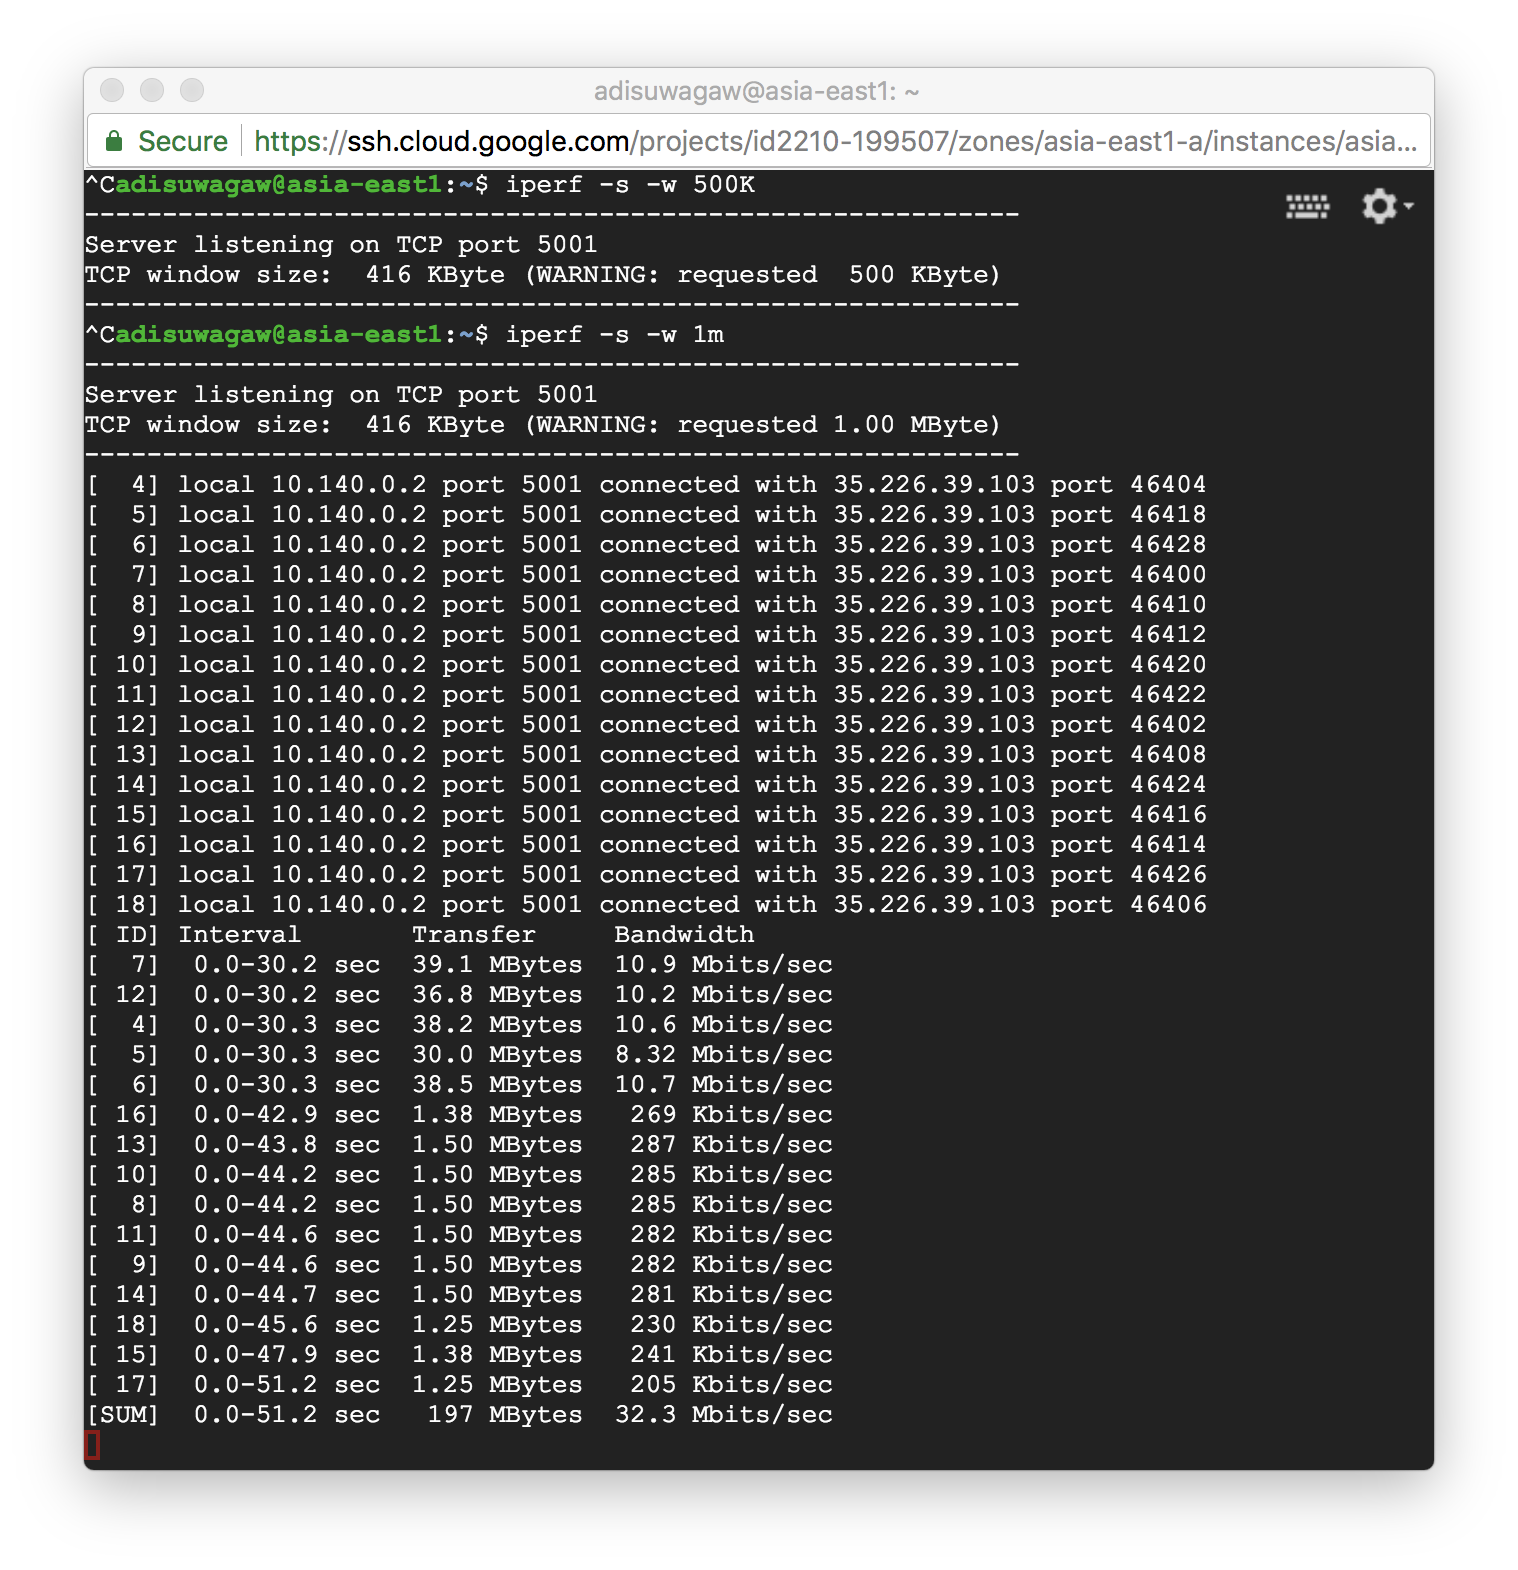 adisuwagaw@asia-east1: ~
Secure https://ssh.cloud.google.com/projects/id2210-199507/zones/asia-east1-a/instances/asia...
^Cadisuwagaw@asia-east1:~$ iperf -s -w 500K
------------------------------------------------------------
Server listening on TCP port 5001
TCP window size:  416 KByte (WARNING: requested  500 KByte)
------------------------------------------------------------
^Cadisuwagaw@asia-east1:~$ iperf -s -w 1m
------------------------------------------------------------
Server listening on TCP port 5001
TCP window size:  416 KByte (WARNING: requested 1.00 MByte)
------------------------------------------------------------
[  4] local 10.140.0.2 port 5001 connected with 35.226.39.103 port 46404
[  5] local 10.140.0.2 port 5001 connected with 35.226.39.103 port 46418
[  6] local 10.140.0.2 port 5001 connected with 35.226.39.103 port 46428
[  7] local 10.140.0.2 port 5001 connected with 35.226.39.103 port 46400
[  8] local 10.140.0.2 port 5001 connected with 35.226.39.103 port 46410
[  9] local 10.140.0.2 port 5001 connected with 35.226.39.103 port 46412
[ 10] local 10.140.0.2 port 5001 connected with 35.226.39.103 port 46420
[ 11] local 10.140.0.2 port 5001 connected with 35.226.39.103 port 46422
[ 12] local 10.140.0.2 port 5001 connected with 35.226.39.103 port 46402
[ 13] local 10.140.0.2 port 5001 connected with 35.226.39.103 port 46408
[ 14] local 10.140.0.2 port 5001 connected with 35.226.39.103 port 46424
[ 15] local 10.140.0.2 port 5001 connected with 35.226.39.103 port 46416
[ 16] local 10.140.0.2 port 5001 connected with 35.226.39.103 port 46414
[ 17] local 10.140.0.2 port 5001 connected with 35.226.39.103 port 46426
[ 18] local 10.140.0.2 port 5001 connected with 35.226.39.103 port 46406
[ ID] Interval       Transfer     Bandwidth
[  7]  0.0-30.2 sec  39.1 MBytes  10.9 Mbits/sec
[ 12]  0.0-30.2 sec  36.8 MBytes  10.2 Mbits/sec
[  4]  0.0-30.3 sec  38.2 MBytes  10.6 Mbits/sec
[  5]  0.0-30.3 sec  30.0 MBytes  8.32 Mbits/sec
[  6]  0.0-30.3 sec  38.5 MBytes  10.7 Mbits/sec
[ 16]  0.0-42.9 sec  1.38 MBytes   269 Kbits/sec
[ 13]  0.0-43.8 sec  1.50 MBytes   287 Kbits/sec
[ 10]  0.0-44.2 sec  1.50 MBytes   285 Kbits/sec
[  8]  0.0-44.2 sec  1.50 MBytes   285 Kbits/sec
[ 11]  0.0-44.6 sec  1.50 MBytes   282 Kbits/sec
[  9]  0.0-44.6 sec  1.50 MBytes   282 Kbits/sec
[ 14]  0.0-44.7 sec  1.50 MBytes   281 Kbits/sec
[ 18]  0.0-45.6 sec  1.25 MBytes   230 Kbits/sec
[ 15]  0.0-47.9 sec  1.38 MBytes   241 Kbits/sec
[ 17]  0.0-51.2 sec  1.25 MBytes   205 Kbits/sec
[SUM]  0.0-51.2 sec   197 MBytes  32.3 Mbits/sec